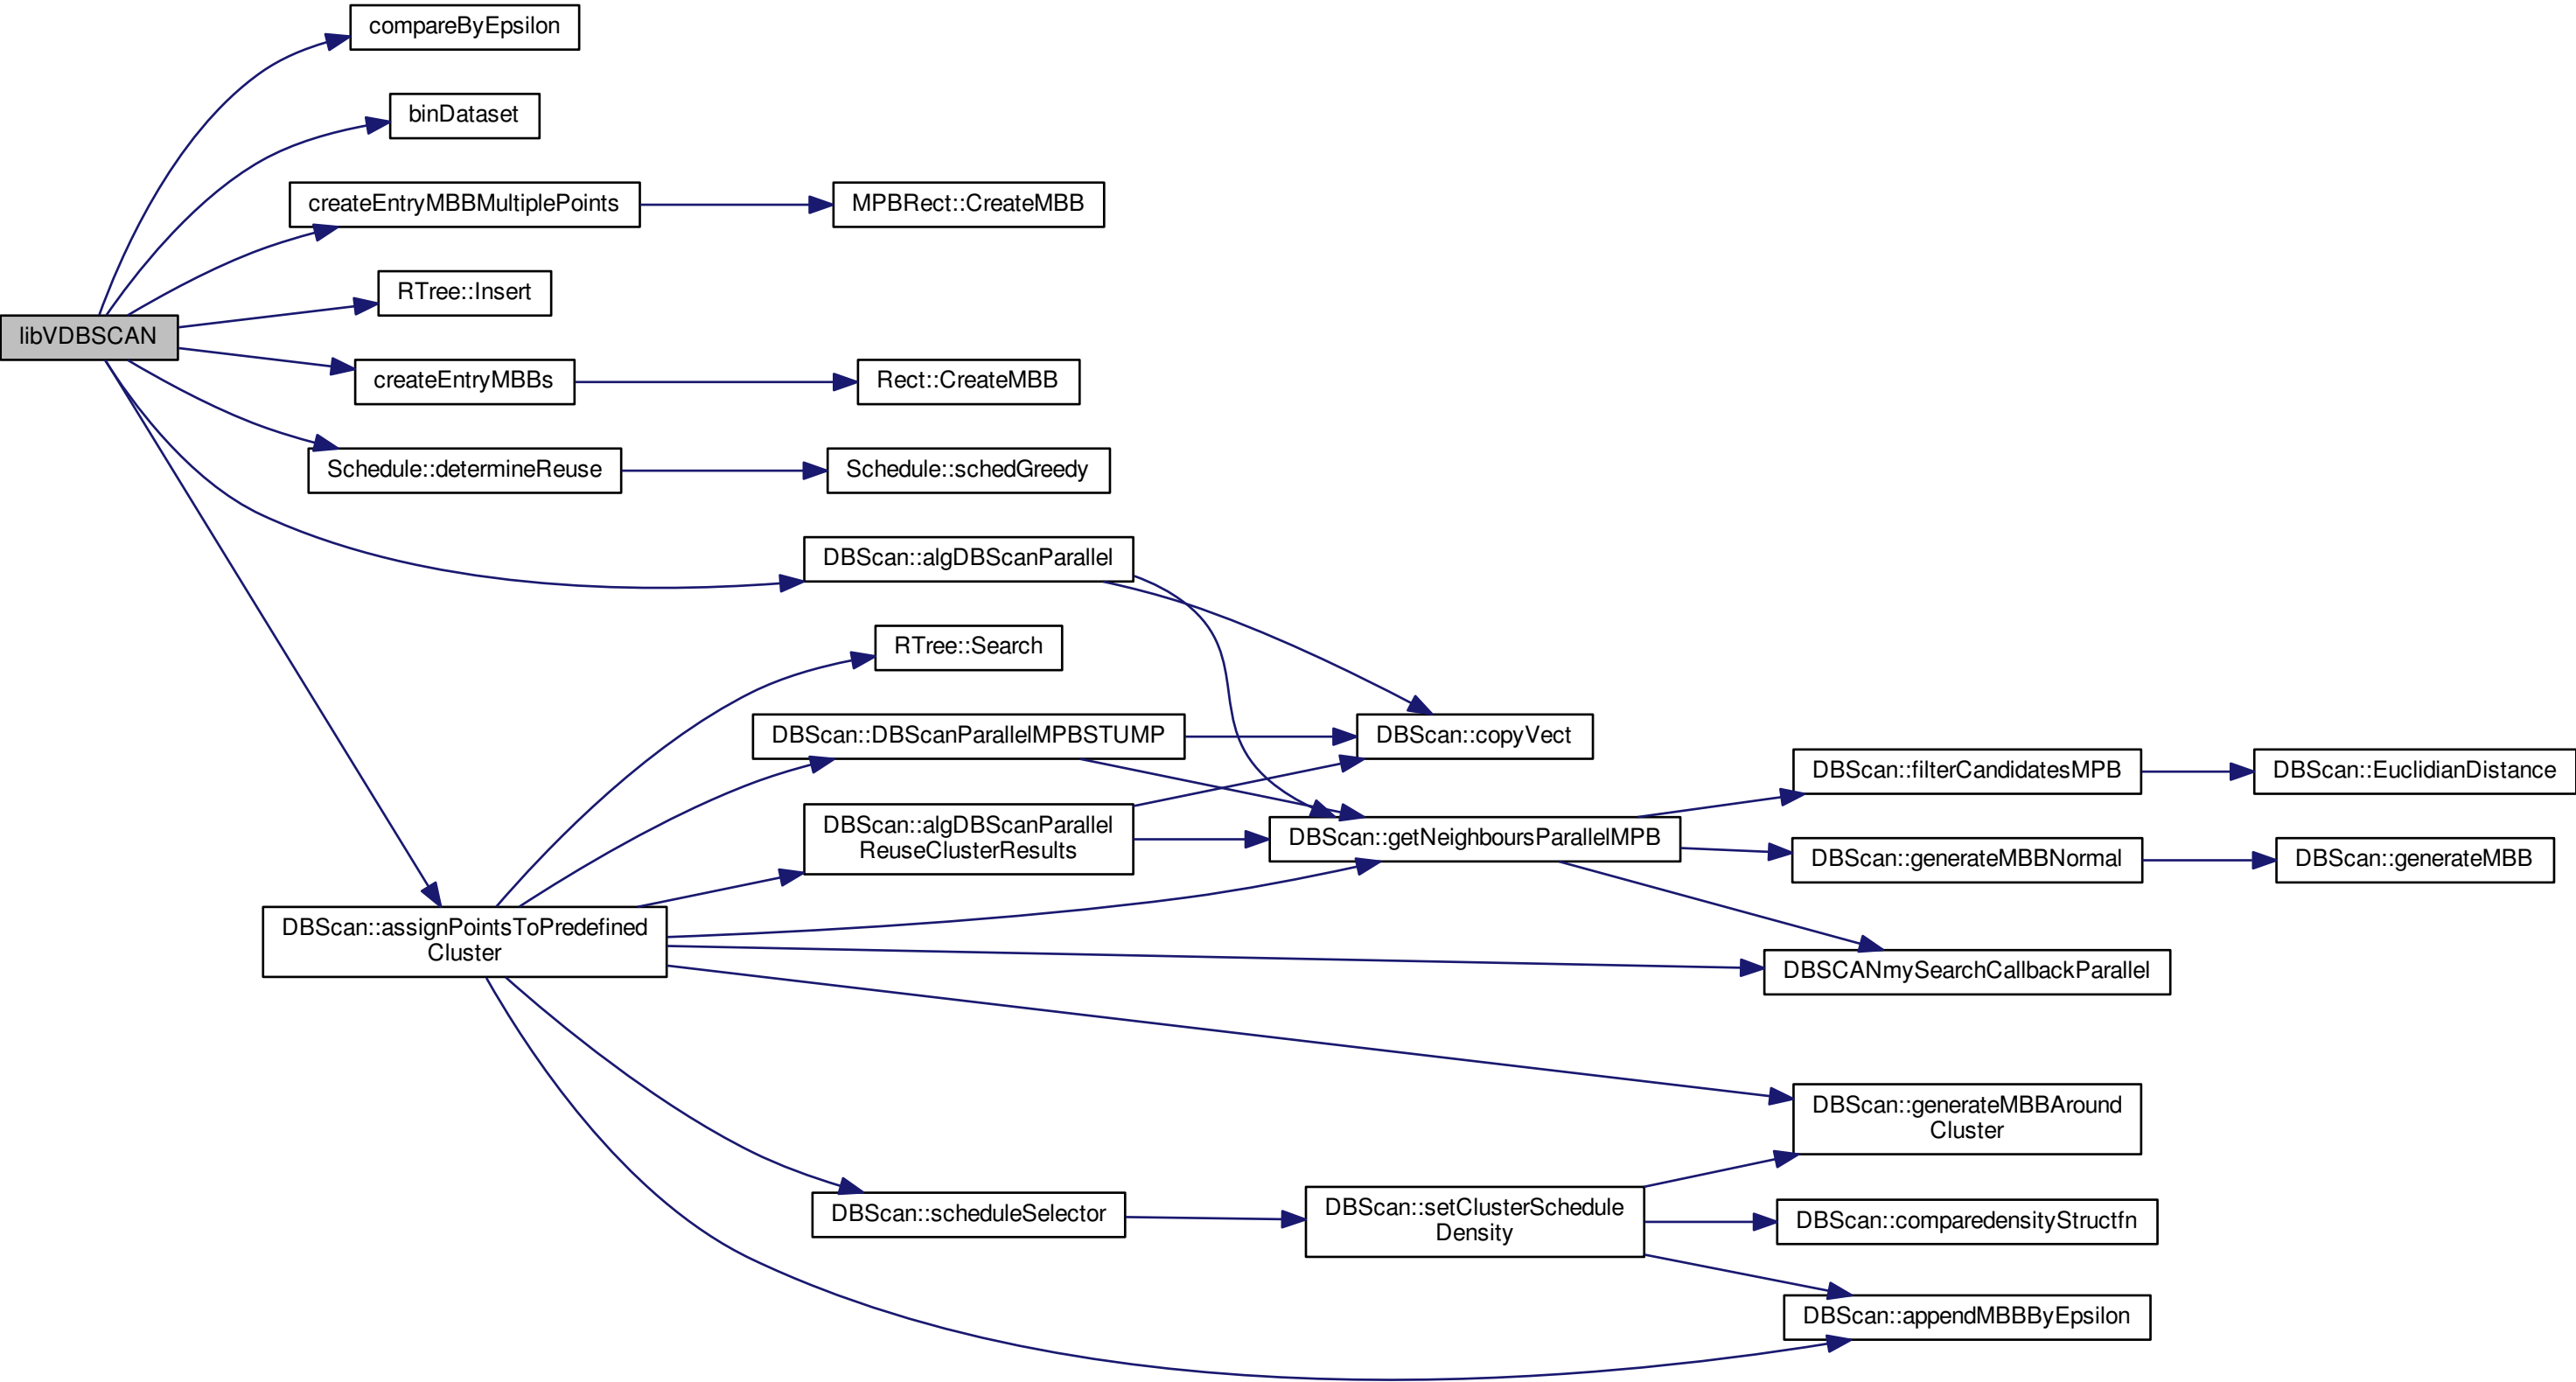 compareByEpsilon
binDataset
createEntryMBBMultiplePoints
MPBRect::CreateMBB
RTree::Insert
libVDBSCAN
createEntryMBBs
Rect::CreateMBB
Schedule::determineReuse
Schedule::schedGreedy
DBScan::algDBScanParallel
RTree::Search
DBScan::DBScanParallelMPBSTUMP
DBScan::copyVect
DBScan::filterCandidatesMPB
DBScan::EuclidianDistance
DBScan::algDBScanParallel
ReuseClusterResults
DBScan::getNeighboursParallelMPB
DBScan::generateMBBNormal
DBScan::generateMBB
DBScan::assignPointsToPredefined
Cluster
DBSCANmySearchCallbackParallel
DBScan::generateMBBAround
Cluster
DBScan::scheduleSelector
DBScan::setClusterSchedule
Density
DBScan::comparedensityStructfn
DBScan::appendMBBByEpsilon